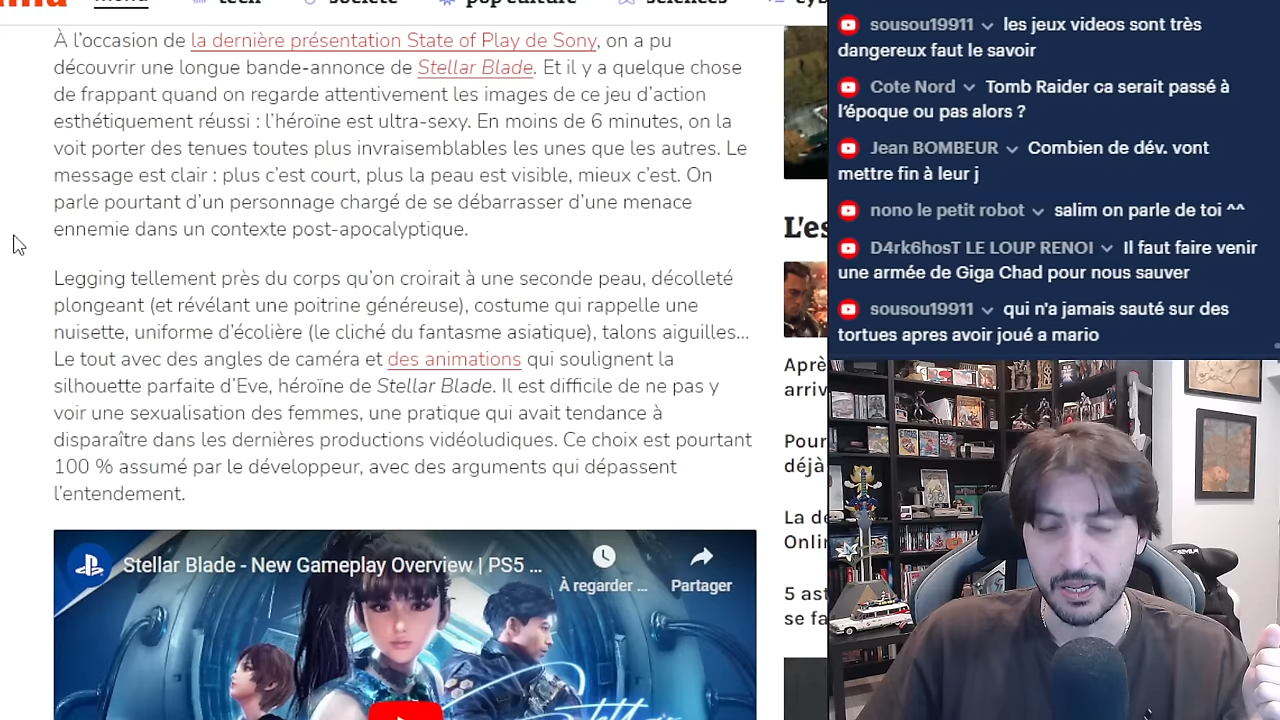 menu
tech
société
pop culture
sciences
À l'occasion de la dernière présentation State of Play de Sony, on a pu
découvrir une longue bande-annonce de Stellar Blade. Et il y a quelque chose
de frappant quand on regarde attentivement les images de ce jeu d'action
esthétiquement réussi : l'héroïne est ultra-sexy. En moins de 6 minutes, on la
voit porter des tenues toutes plus invraisemblables les unes que les autres. Le
message est clair : plus c'est court, plus la peau est visible, mieux c'est. On
parle pourtant d'un personnage chargé de se débarrasser d'une menace
ennemie dans un contexte post-apocalyptique.
Legging tellement près du corps qu'on croirait à une seconde peau, décolleté
plongeant (et révélant une poitrine généreuse), costume qui rappelle une
nuisette, uniforme d'écolière (le cliché du fantasme asiatique), talons aiguilles...
Le tout avec des angles de caméra et des animations qui soulignent la
silhouette parfaite d'Eve, héroïne de Stellar Blade. Il est difficile de ne pas y
voir une sexualisation des femmes, une pratique qui avait tendance à
disparaître dans les dernières productions vidéoludiques. Ce choix est pourtant
100 % assumé par le développeur, avec des arguments qui dépassent
l'entendement.
Stellar Blade - New Gameplay Overview | PS5 ...
À regarder ...
Partager
L'es
Aprè
arriv
Pour
déjà
La de
Onlin
5 ast
se fa
sousou19911 les jeux videos sont très
dangereux faut le savoir
Cote Nord Tomb Raider ca serait passé à
l'époque ou pas alors ?
Jean BOMBEUR Combien de dév. vont
mettre fin à leur j
nono le petit robot salim on parle de toi ^^
D4rk6hosT LE LOUP RENOI Il faut faire venir
une armée de Giga Chad pour nous sauver
sousou19911 qui n'a jamais sauté sur des
tortues apres avoir joué a mario